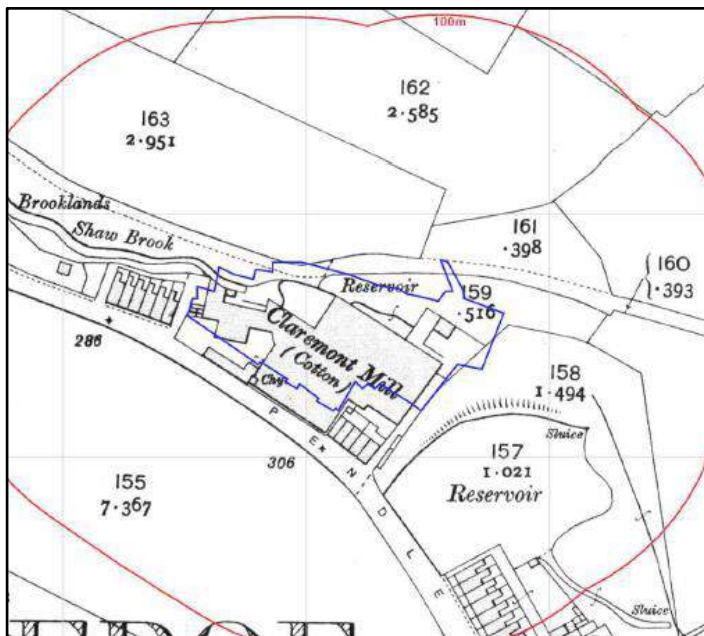 100m
162
2·585
163
2·951
Brooklands
Shaw Brook
161
·398
160
·393
Reservoir
159
·516
Claremont Mill
(Cotton)
Chy
286
306
158
1·494
Sluice
157
1·021
Reservoir
155
7·367
PENDLE
Sluice